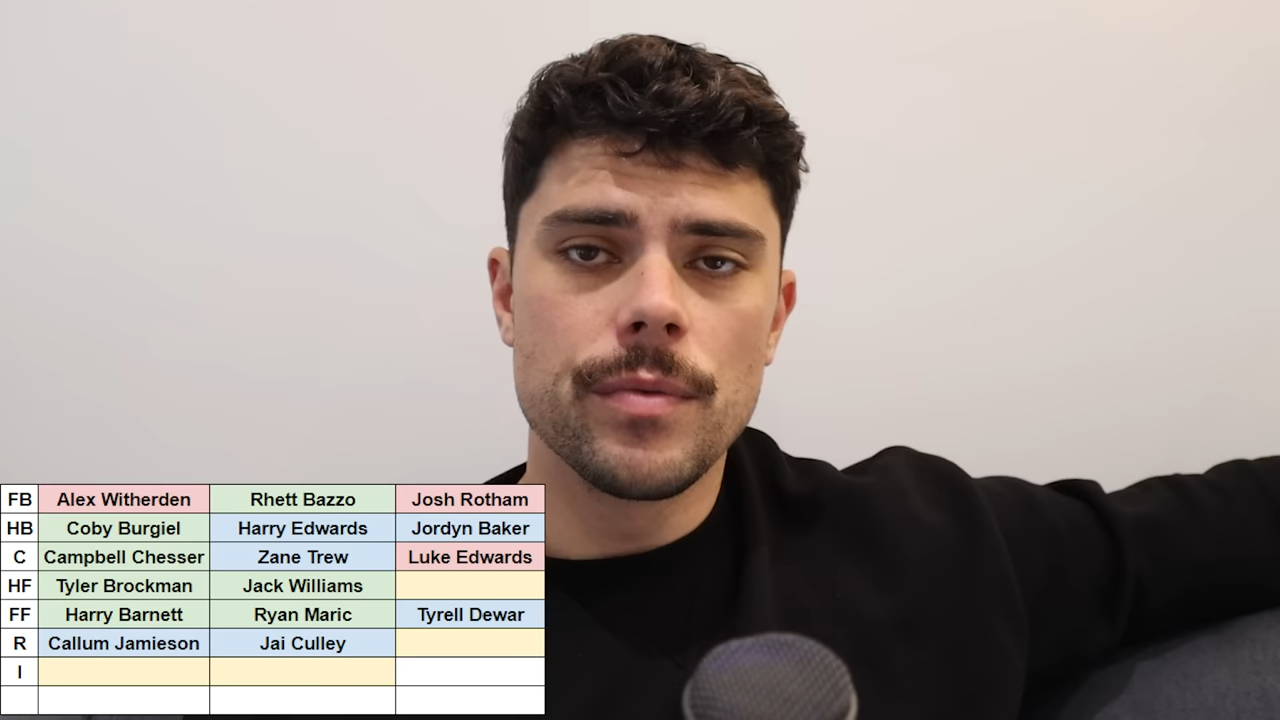 FB Alex Witherden Rhett Bazzo Josh Rotham
HB Coby Burgiel Harry Edwards Jordyn Baker
C Campbell Chesser Zane Trew Luke Edwards
HF Tyler Brockman Jack Williams
FF Harry Barnett Ryan Maric Tyrell Dewar
R Callum Jamieson Jai Culley
I